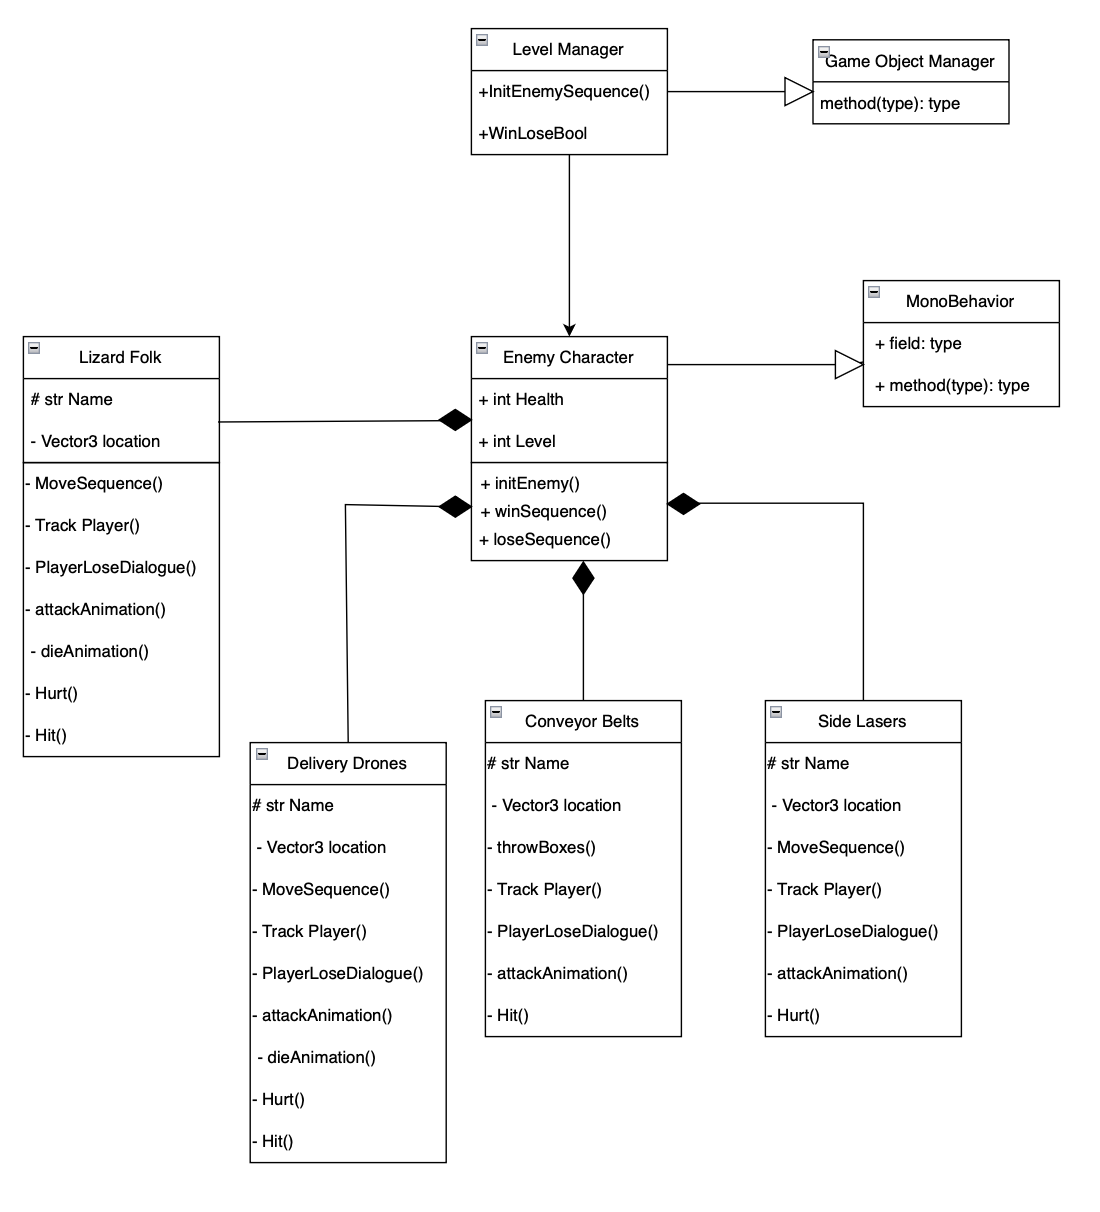 Level Manager
+InitEnemySequence()
+WinLoseBool
Game Object Manager
method(type): type
MonoBehavior
+ field: type
+ method(type): type
Lizard Folk
# str Name
- Vector3 location
- MoveSequence()
- Track Player()
- PlayerLoseDialogue()
- attackAnimation()
- dieAnimation()
- Hurt()
- Hit()
Enemy Character
+ int Health
+ int Level
+ initEnemy()
+ winSequence()
+ loseSequence()
Delivery Drones
# str Name
- Vector3 location
- MoveSequence()
- Track Player()
- PlayerLoseDialogue()
- attackAnimation()
- dieAnimation()
- Hurt()
- Hit()
Conveyor Belts
# str Name
- Vector3 location
- throwBoxes()
- Track Player()
- PlayerLoseDialogue()
- attackAnimation()
- Hit()
Side Lasers
# str Name
- Vector3 location
- MoveSequence()
- Track Player()
- PlayerLoseDialogue()
- attackAnimation()
- Hurt()